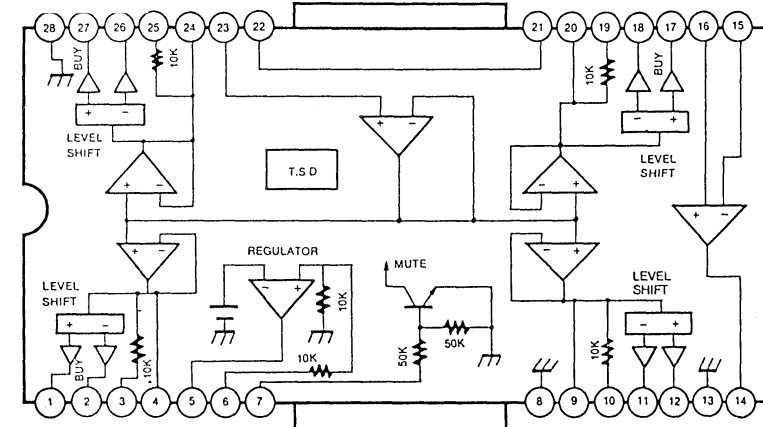 28 27 26 25 24 23 22 21 20 19 18 17 16 15
BUY
10K
10K
BUY
+ -
- +
LEVEL
SHIFT
+ -
LEVEL
SHIFT
T.S.D
+ -
- +
+ -
+ -
REGULATOR
MUTE
- +
LEVEL
SHIFT
- +
10K
LEVEL
SHIFT
+ -
- +
BUY
10K
10K
50K
50K
10K
1 2 3 4 5 6 7 8 9 10 11 12 13 14